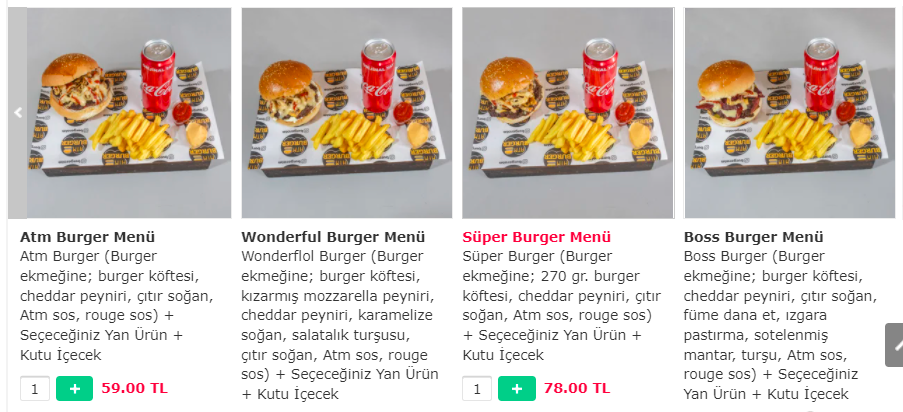 Atm Burger Menü
Atm Burger (Burger
ekmeğine; burger köftesi,
cheddar peyniri, çıtır soğan,
Atm sos, rouge sos) +
Seçeceğiniz Yan Ürün +
Kutu İçecek
1 + 59.00 TL
Wonderful Burger Menü
Wonderflol Burger (Burger
ekmeğine; burger köftesi,
kızarmış mozzarella peyniri,
cheddar peyniri, karamelize
soğan, salatalık turşusu,
çıtır soğan, Atm sos, rouge
sos) + Seçeceğiniz Yan Ürün
+ Kutu İçecek
Süper Burger Menü
Süper Burger (Burger
ekmeğine; 270 gr. burger
köftesi, cheddar peyniri, çıtır
soğan, Atm sos, rouge sos)
+ Seçeceğiniz Yan Ürün +
Kutu İçecek
1 + 78.00 TL
Boss Burger Menü
Boss Burger (Burger
ekmeğine; burger köftesi,
cheddar peyniri, çıtır soğan,
füme dana et, ızgara
pastırma, sotelenmiş
mantar, turşu, Atm sos,
rouge sos) + Seçeceğiniz
Yan Ürün + Kutu İçecek